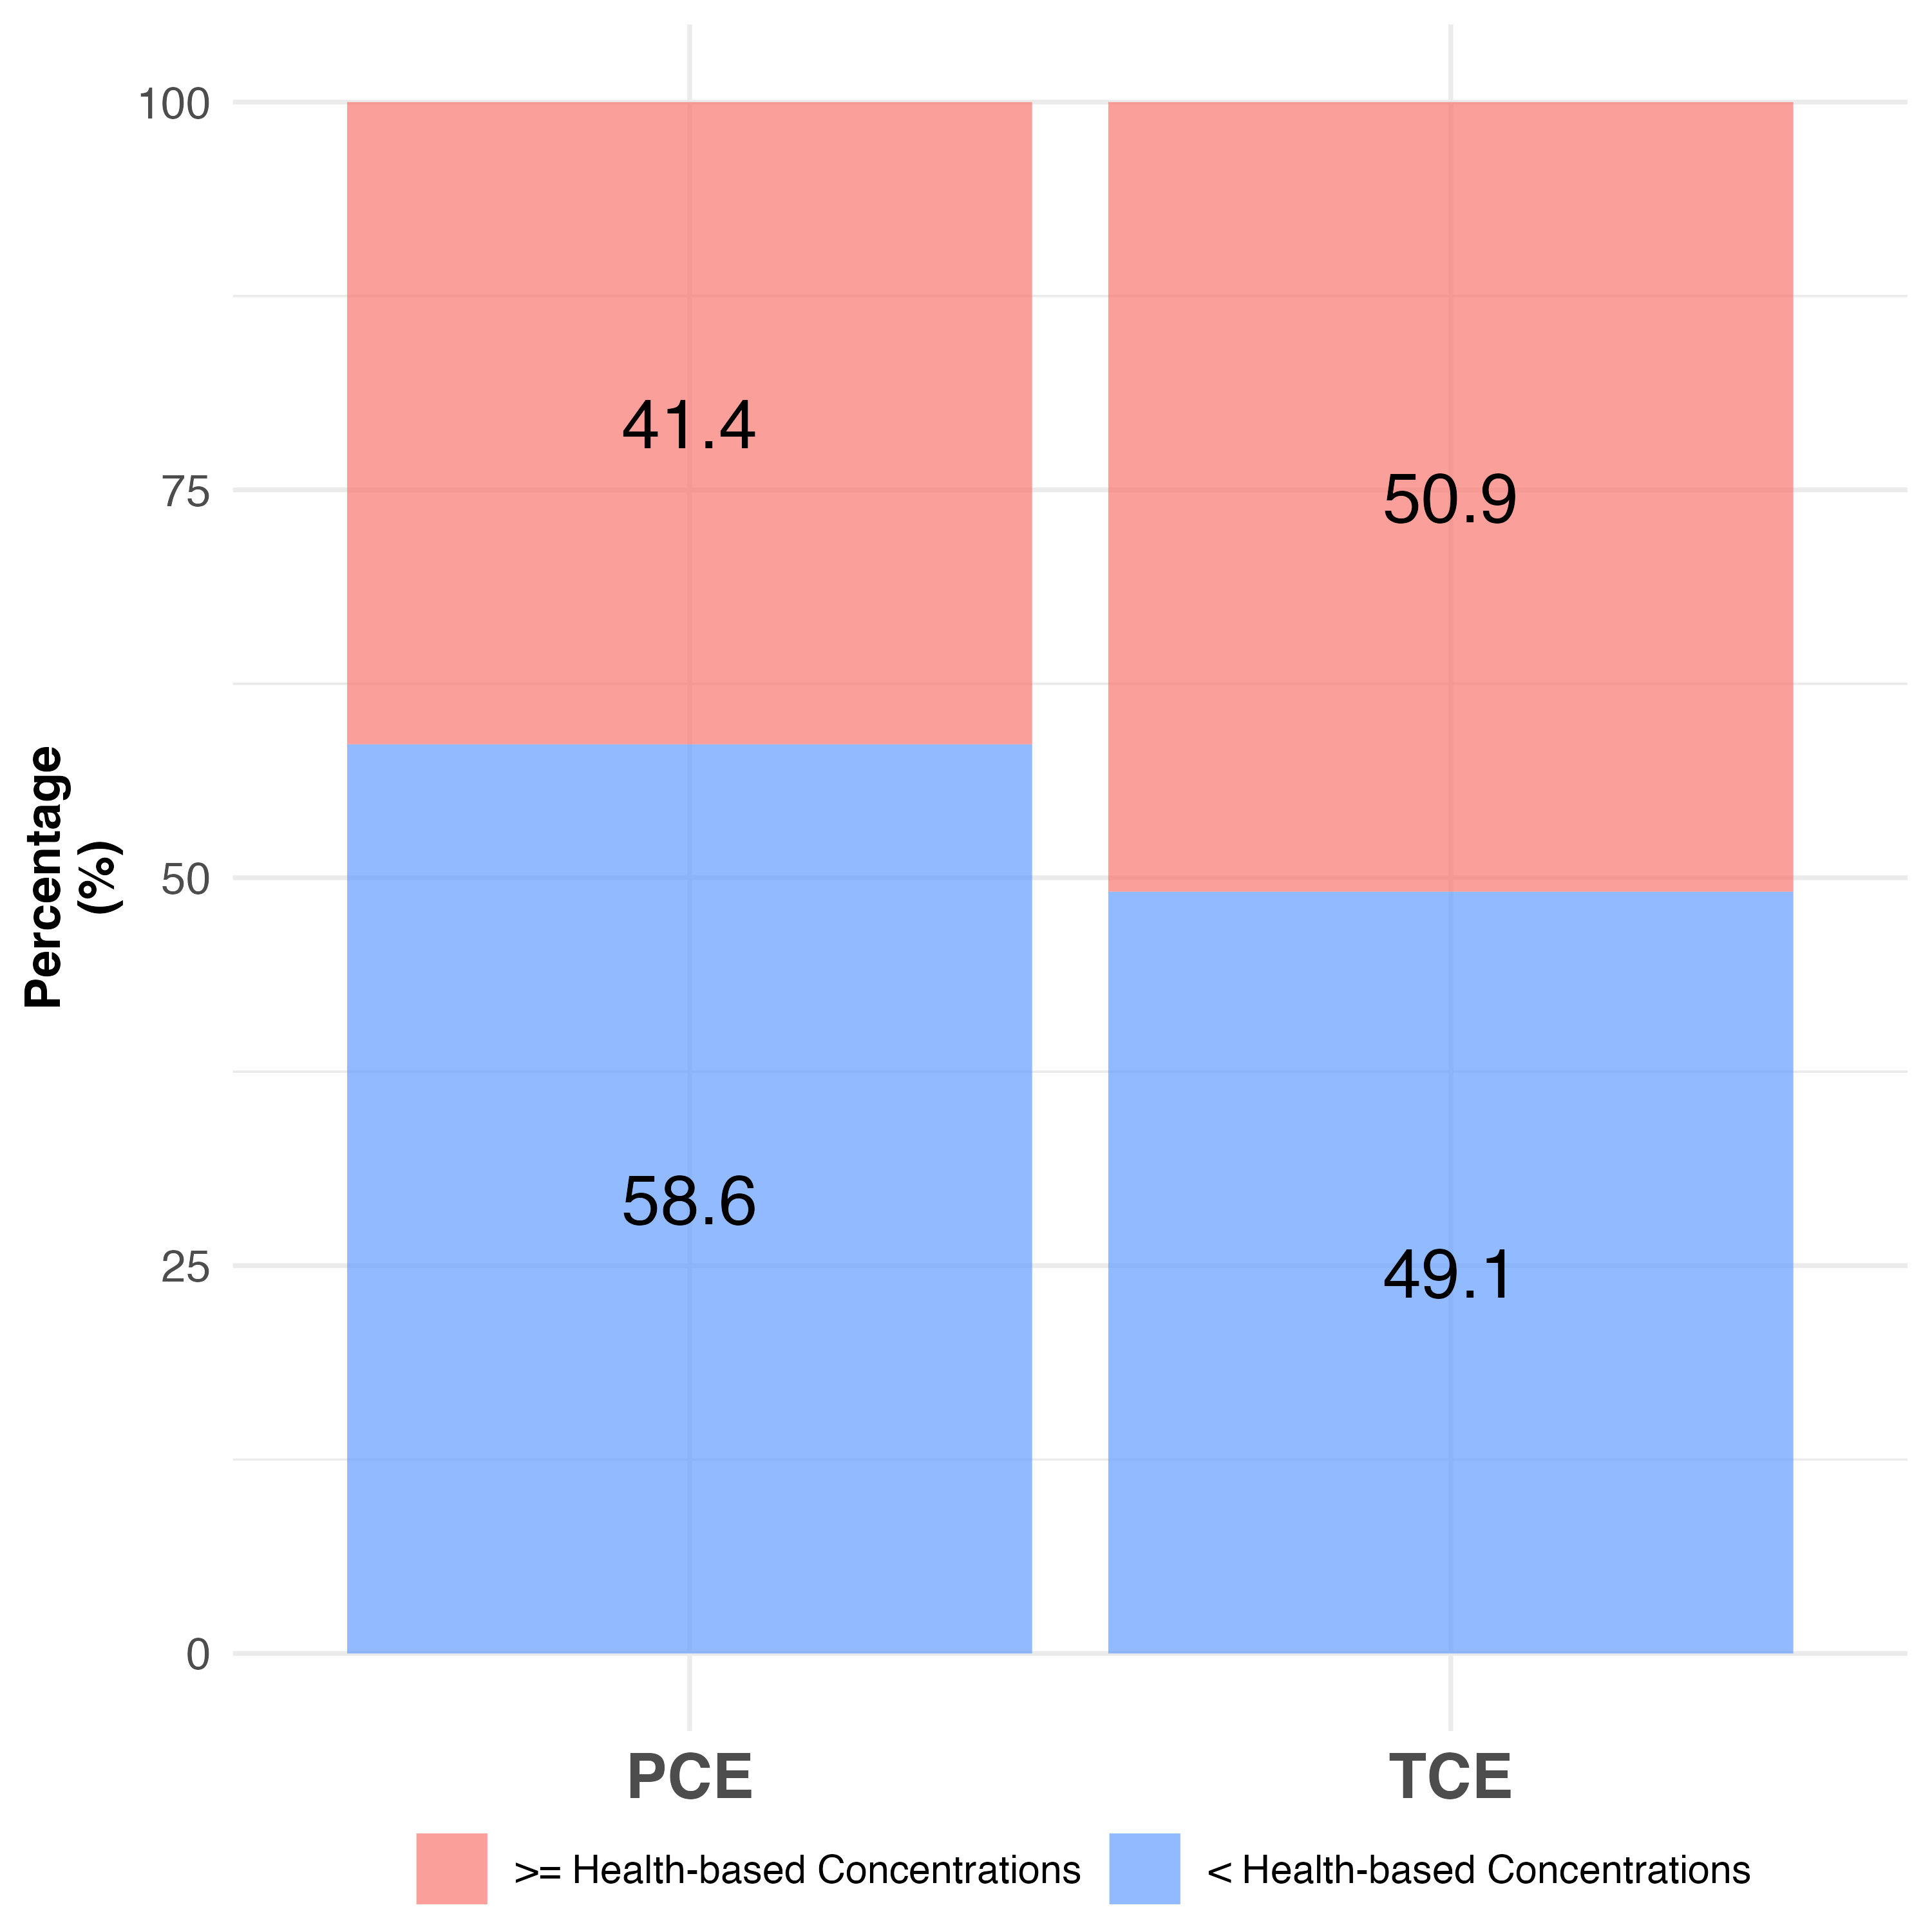 100
75
50
25
0
Percentage
(%)
41.4
50.9
58.6
49.1
PCE
TCE
>= Health-based Concentrations
< Health-based Concentrations